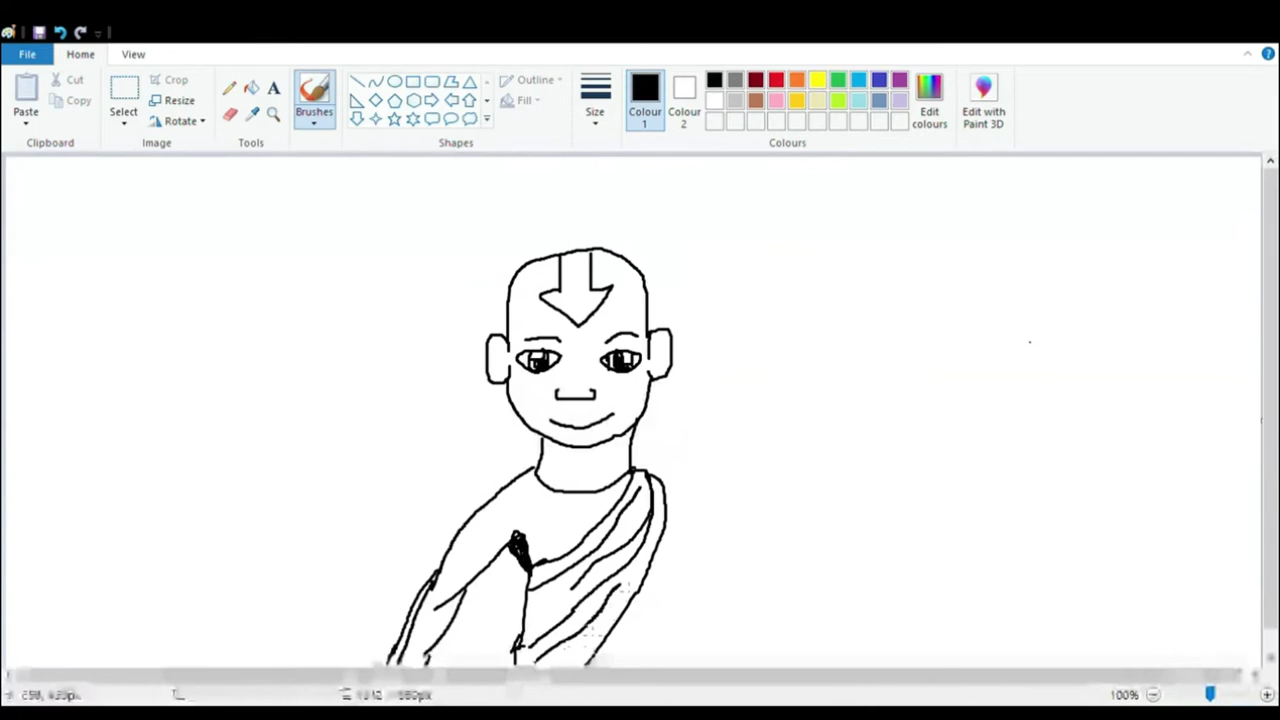 File Home View
Paste Cut Copy Select Crop Resize Rotate A Brushes Outline Fill Size Colour 1 Colour 2 Edit colours Edit with Paint 3D
Clipboard Image Tools Shapes Colours
100%